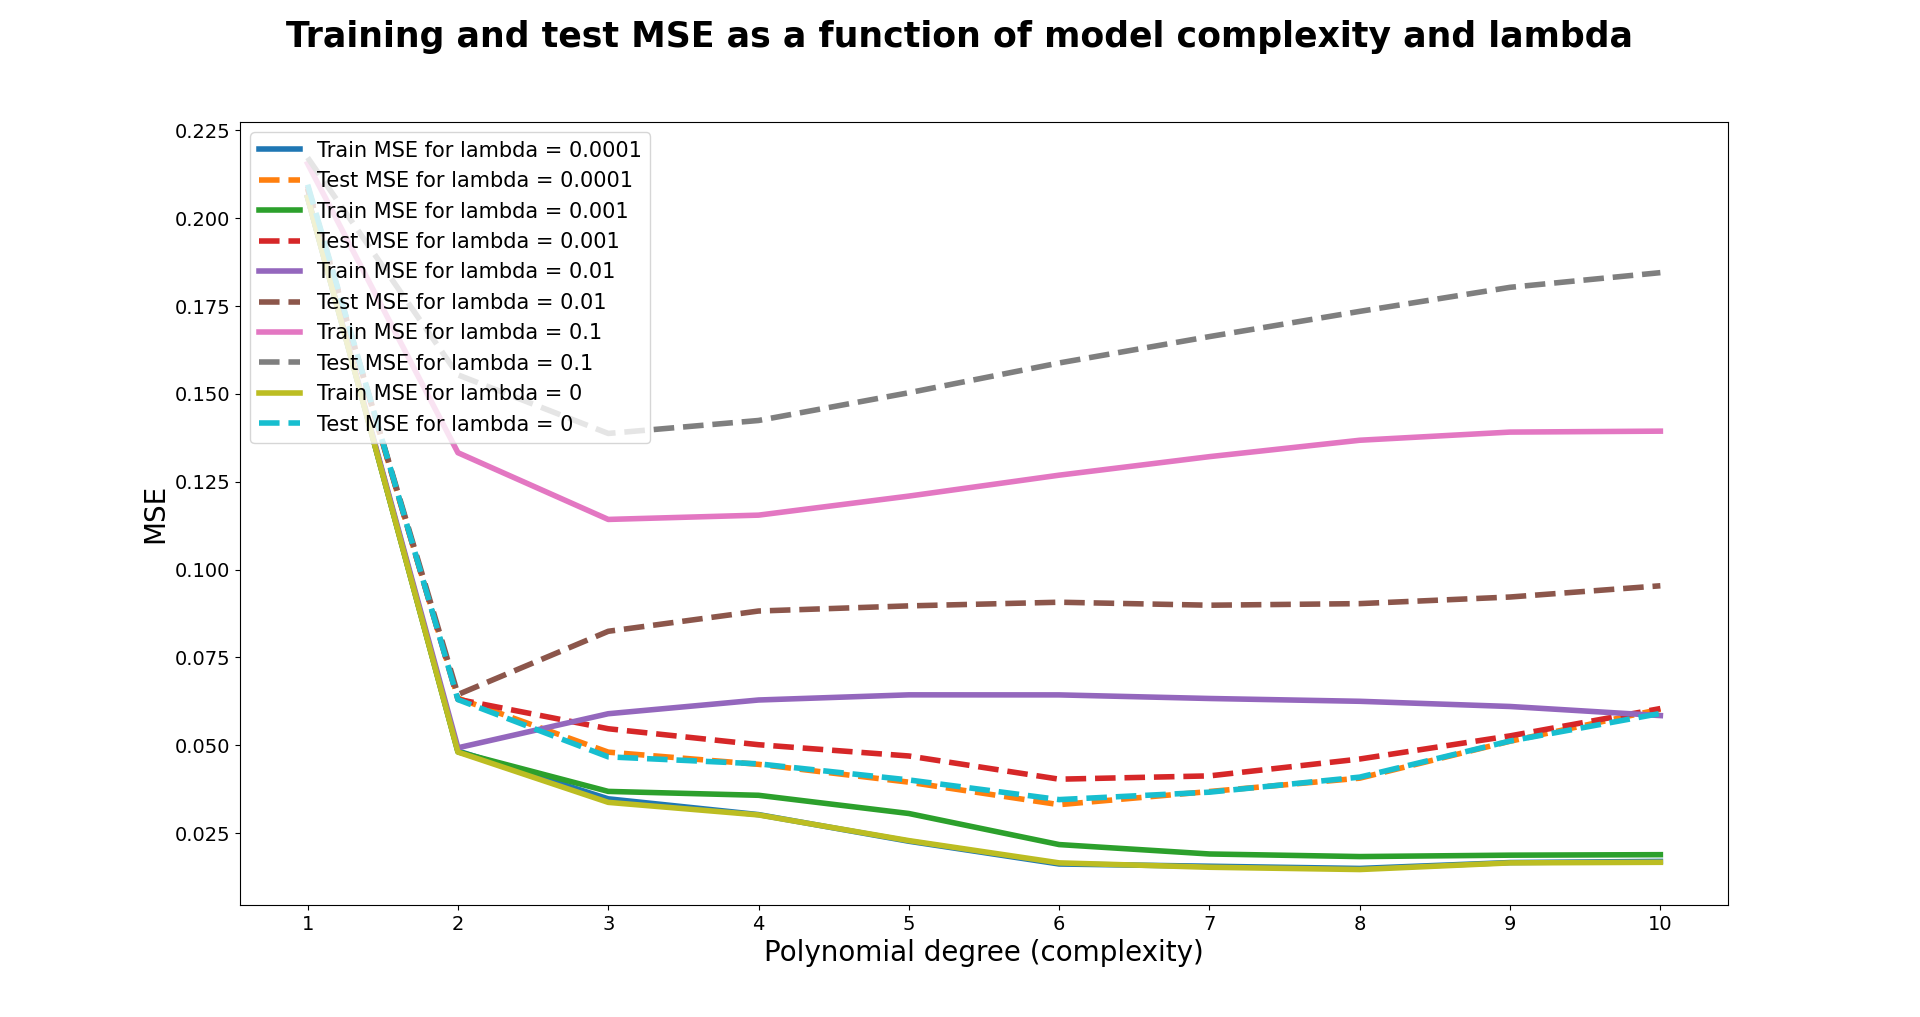 Training and test MSE as a function of model complexity and lambda
0.225
0.200
0.175
0.150
0.125
0.100
0.075
0.050
0.025
MSE
Train MSE for lambda = 0.0001
Test MSE for lambda = 0.0001
Train MSE for lambda = 0.001
Test MSE for lambda = 0.001
Train MSE for lambda = 0.01
Test MSE for lambda = 0.01
Train MSE for lambda = 0.1
Test MSE for lambda = 0.1
Train MSE for lambda = 0
Test MSE for lambda = 0
1 2 3 4 5 6 7 8 9 10
Polynomial degree (complexity)